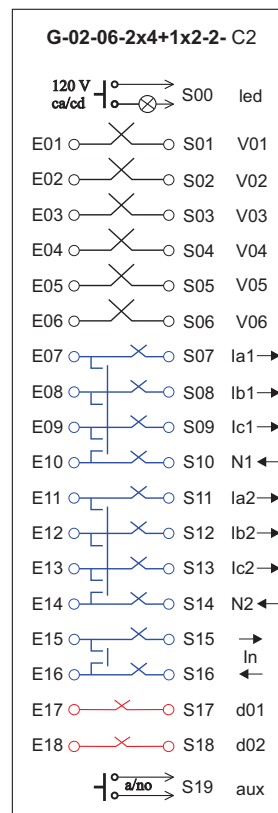 G-02-06-2x4+1x2-2- C2
120 V
ca/cd S00 led
E01 S01 V01
E02 S02 V02
E03 S03 V03
E04 S04 V04
E05 S05 V05
E06 S06 V06
E07 S07 Ia1
E08 S08 Ib1
E09 S09 Ic1
E10 S10 N1
E11 S11 Ia2
E12 S12 Ib2
E13 S13 Ic2
E14 S14 N2
E15 S15
In
E16 S16
E17 S17 d01
E18 S18 d02
a/no S19 aux